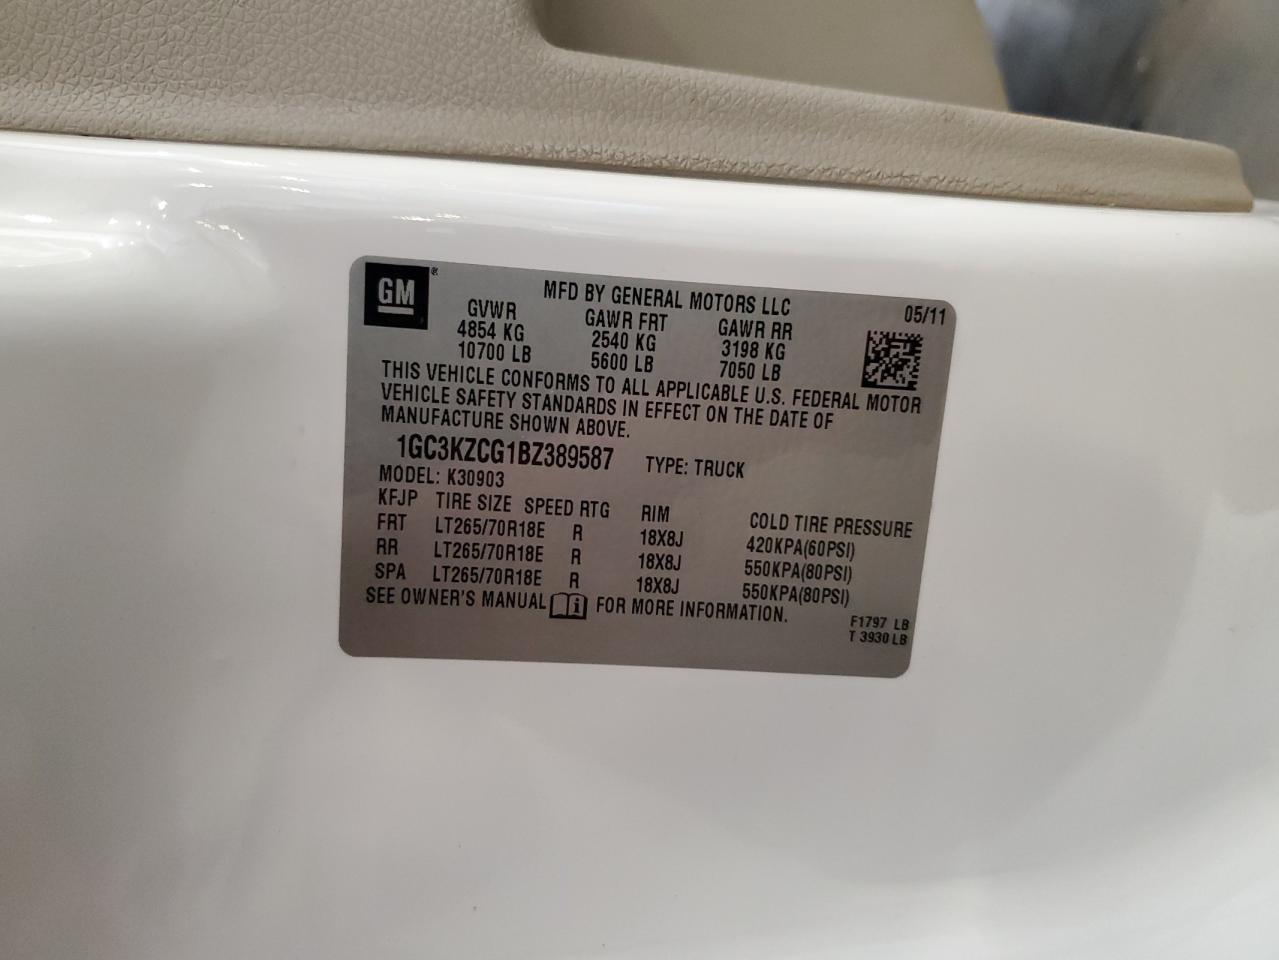 GM®
MFD BY GENERAL MOTORS LLC 05/11
GVWR GAWR FRT GAWR RR
4854 KG 2540 KG 3198 KG
10700 LB 5600 LB 7050 LB
THIS VEHICLE CONFORMS TO ALL APPLICABLE U.S. FEDERAL MOTOR
VEHICLE SAFETY STANDARDS IN EFFECT ON THE DATE OF
MANUFACTURE SHOWN ABOVE.
1GC3KZCG1BZ389587 TYPE: TRUCK
MODEL: K30903
KFJP TIRE SIZE SPEED RTG RIM COLD TIRE PRESSURE
FRT LT265/70R18E R 18X8J 420KPA(60PSI)
RR LT265/70R18E R 18X8J 550KPA(80PSI)
SPA LT265/70R18E R 18X8J 550KPA(80PSI)
SEE OWNER'S MANUAL i FOR MORE INFORMATION.
F1797 LB
T 3930 LB